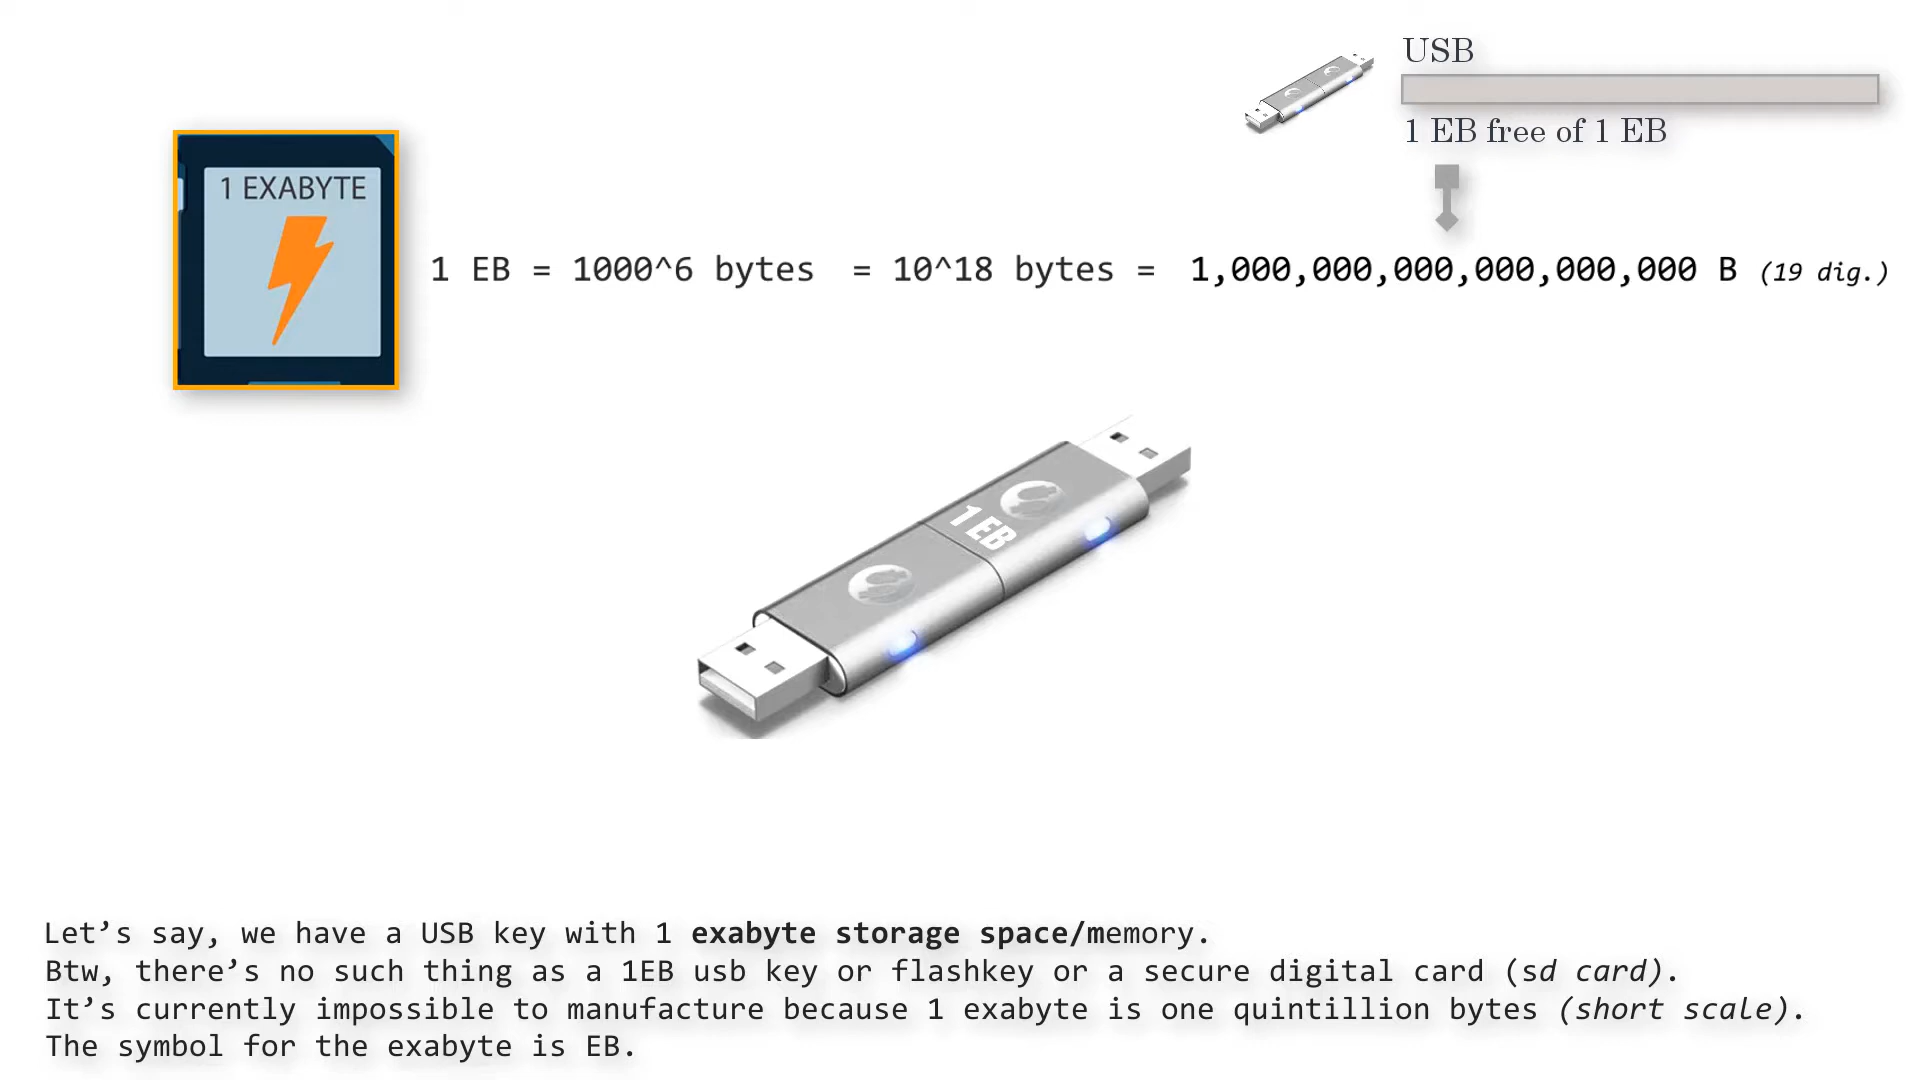 USB
1 EB free of 1 EB
1 EXABYTE
1 EB = 1000^6 bytes = 10^18 bytes = 1,000,000,000,000,000,000 B (19 dig.)
1 EB
Let’s say, we have a USB key with 1 exabyte storage space/memory.
Btw, there’s no such thing as a 1EB usb key or flashkey or a secure digital card (sd card).
It’s currently impossible to manufacture because 1 exabyte is one quintillion bytes (short scale).
The symbol for the exabyte is EB.